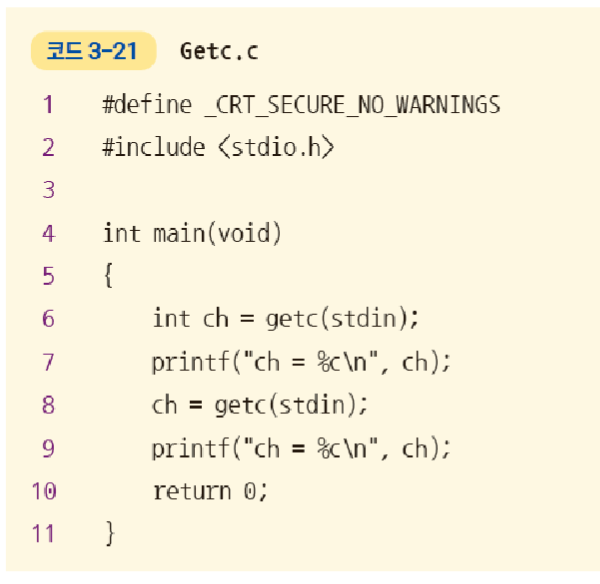 코드 3-21 Getc.c
1 #define _CRT_SECURE_NO_WARNINGS
2 #include <stdio.h>
3
4 int main(void)
5 {
6 int ch = getc(stdin);
7 printf("ch = %c\n", ch);
8 ch = getc(stdin);
9 printf("ch = %c\n", ch);
10 return 0;
11 }